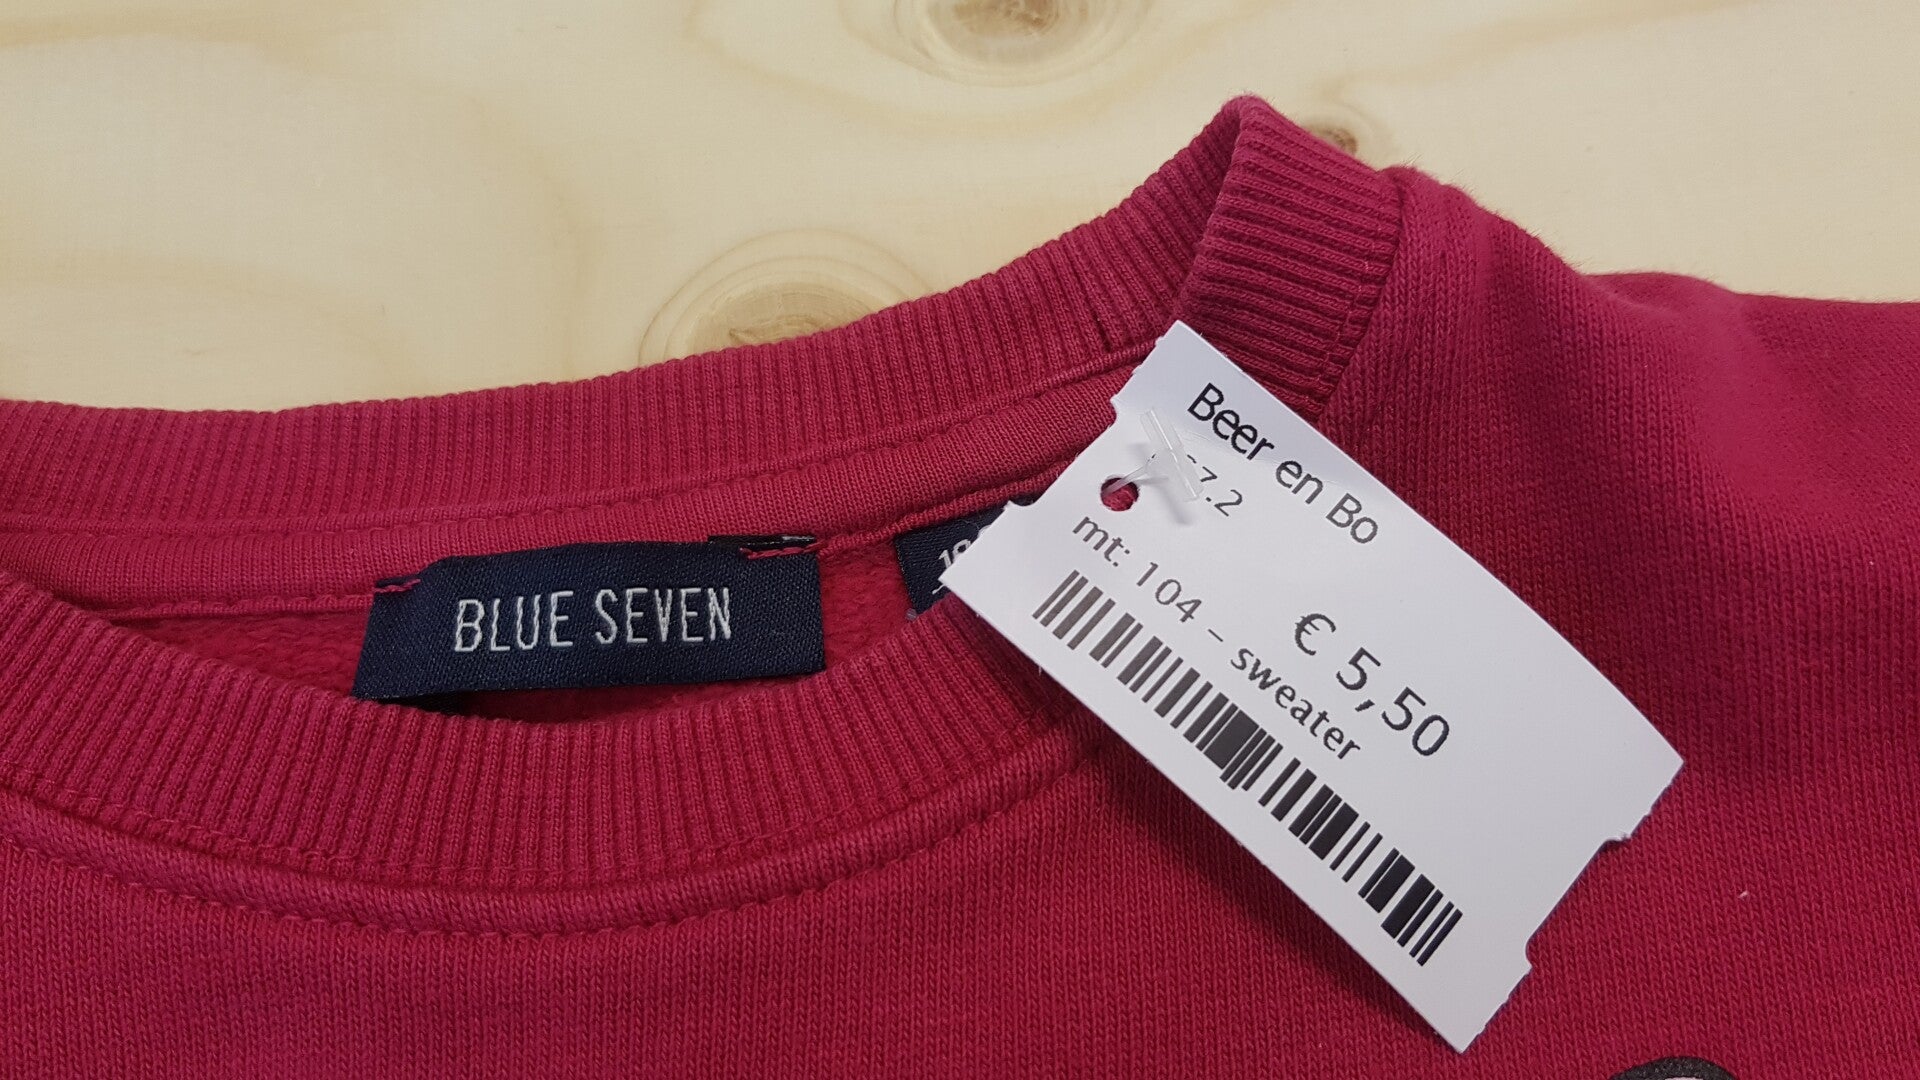 BLUE SEVEN
Beer en Bo
mt: 104 - sweater
€ 5,50